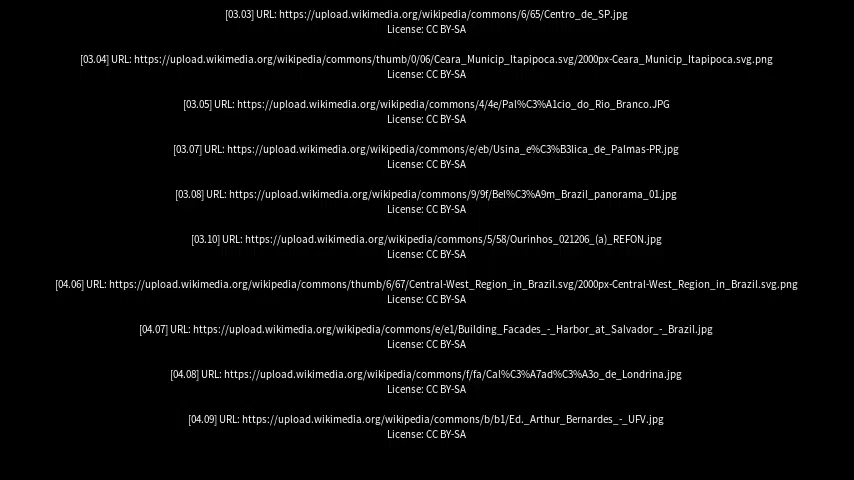 [03.03] URL: https://upload.wikimedia.org/wikipedia/commons/6/65/Centro_de_SP.jpg
License: CC BY-SA
[03.04] URL: https://upload.wikimedia.org/wikipedia/commons/thumb/0/06/Ceara_Municip_Itapipoca.svg/2000px-Ceara_Municip_Itapipoca.svg.png
License: CC BY-SA
[03.05] URL: https://upload.wikimedia.org/wikipedia/commons/4/4e/Pal%C3%A1cio_do_Rio_Branco.JPG
License: CC BY-SA
[03.07] URL: https://upload.wikimedia.org/wikipedia/commons/e/eb/Usina_e%C3%B3lica_de_Palmas-PR.jpg
License: CC BY-SA
[03.08] URL: https://upload.wikimedia.org/wikipedia/commons/9/9f/Bel%C3%A9m_Brazil_panorama_01.jpg
License: CC BY-SA
[03.10] URL: https://upload.wikimedia.org/wikipedia/commons/5/58/Ourinhos_021206_(a)_REFON.jpg
License: CC BY-SA
[04.06] URL: https://upload.wikimedia.org/wikipedia/commons/thumb/6/67/Central-West_Region_in_Brazil.svg/2000px-Central-West_Region_in_Brazil.svg.png
License: CC BY-SA
[04.07] URL: https://upload.wikimedia.org/wikipedia/commons/e/e1/Building_Facades_-_Harbor_at_Salvador_-_Brazil.jpg
License: CC BY-SA
[04.08] URL: https://upload.wikimedia.org/wikipedia/commons/f/fa/Cal%C3%A7ad%C3%A3o_de_Londrina.jpg
License: CC BY-SA
[04.09] URL: https://upload.wikimedia.org/wikipedia/commons/b/b1/Ed._Arthur_Bernardes_-_UFV.jpg
License: CC BY-SA